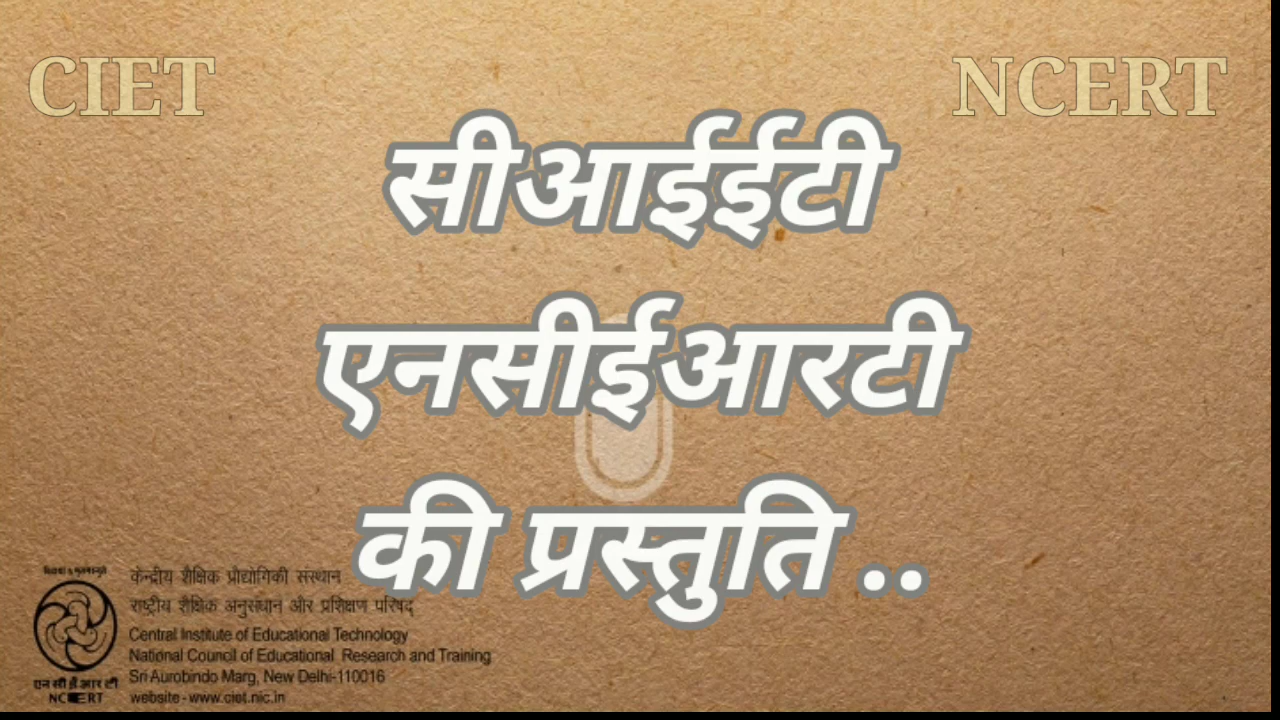 CIET
NCERT
सीआईईटी
एनसीईआरटी
की प्रस्तुति ..
केन्द्रीय शैक्षिक प्रौद्योगिकी संस्थान
राष्ट्रीय शैक्षिक अनुसंधान और प्रशिक्षण परिषद्
Central Institute of Educational Technology
National Council of Educational Research and Training
Sri Aurobindo Marg, New Delhi-110016
website - www.ciet.nic.in
एन सी ई आर टी
NCERT